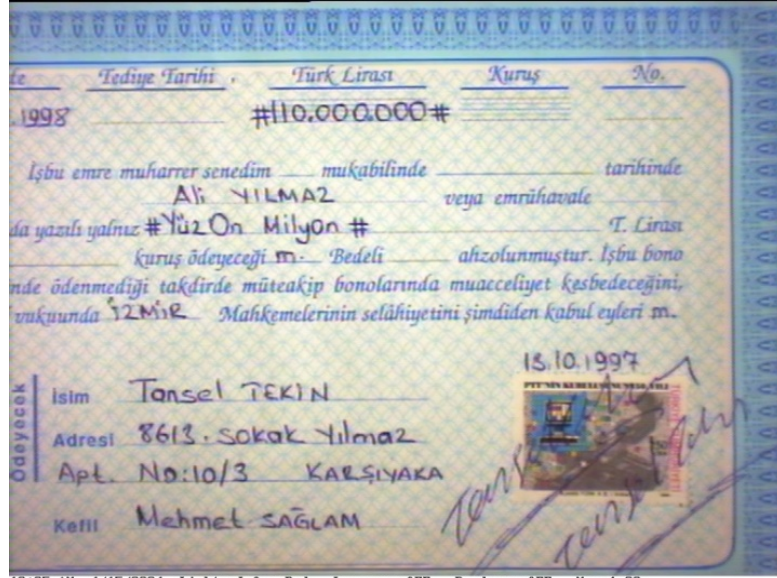 Tediye Tarihi Türk Lirası Kuruş No.
.1998 #110.000.000#
İşbu emre muharrer senedim mukabilinde tarihinde
Ali YILMAZ veya emrühavale
da yazılı yalnız #Yüz On Milyon # T. Lirası
kuruş ödeyeceği m. Bedeli ahzolunmuştur. İşbu bono
nde ödenmediği takdirde müteakip bonolarında muacceliyet kesbedeceğini,
vukuunda İZMİR Mahkemelerinin selâhiyetini şimdiden kabul eyleri m.
13.10.1997
Ödeyecek
İsim Tansel TEKİN
Adresi 8613. sokak Yılmaz
Apt. No:10/3 KARŞIYAKA
Kefil Mehmet SAĞLAM